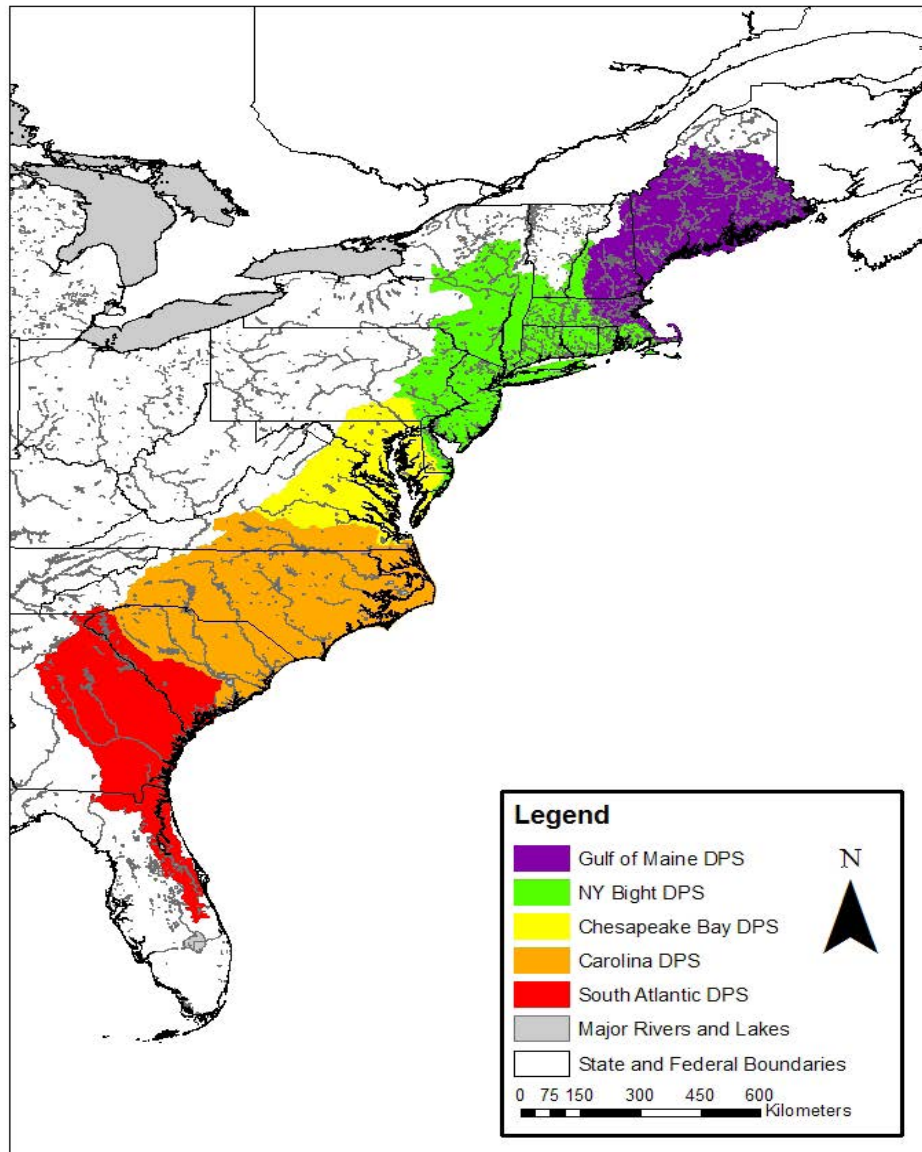 Legend
N
Gulf of Maine DPS
NY Bight DPS
Chesapeake Bay DPS
Carolina DPS
South Atlantic DPS
Major Rivers and Lakes
State and Federal Boundaries
0 75 150 300 450 600
Kilometers